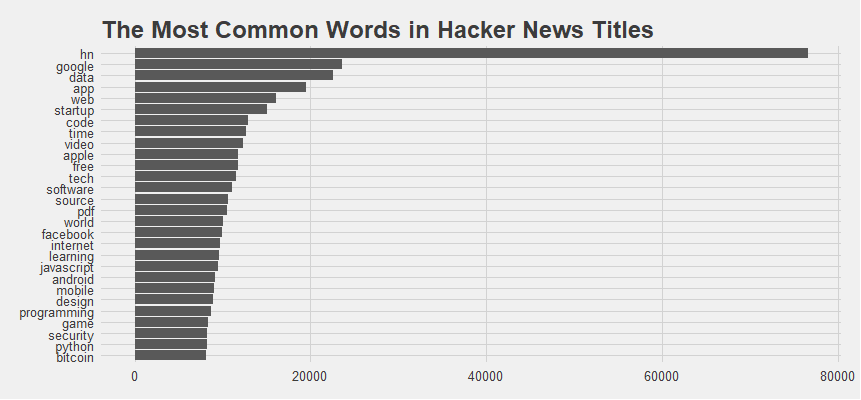 The Most Common Words in Hacker News Titles
hn
google
data
app
web
startup
code
time
video
apple
free
tech
software
source
pdf
world
facebook
internet
learning
javascript
android
mobile
design
programming
game
security
python
bitcoin
0 20000 40000 60000 80000